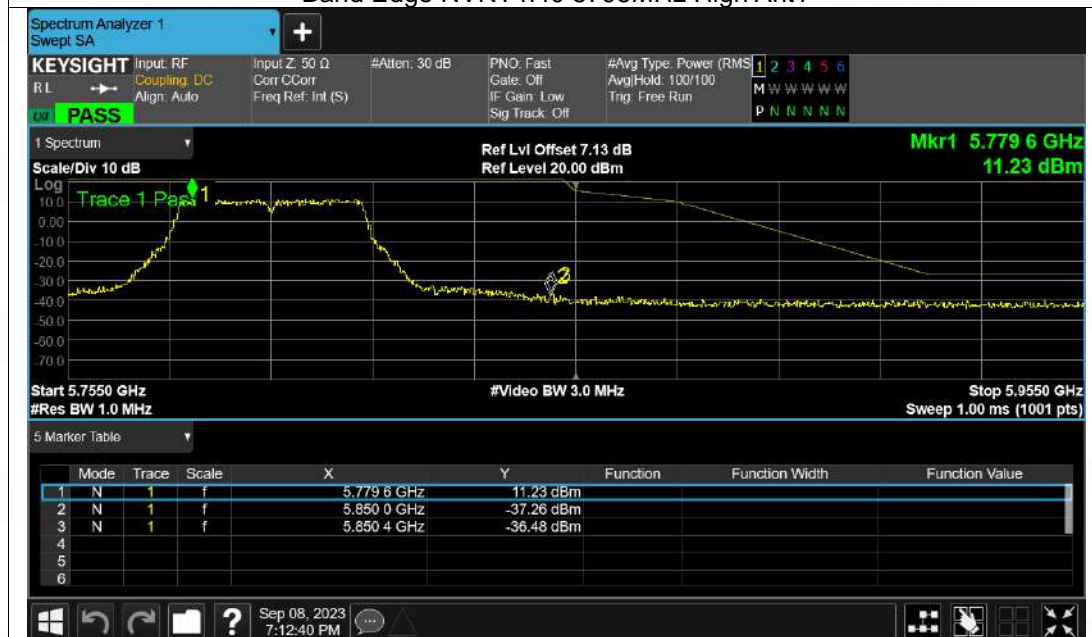 Spectrum Analyzer 1
Swept SA
+
KEYSIGHT Input: RF Input Z: 50 Ω #Atten: 30 dB PNO: Fast #Avg Type: Power (RMS 1 2 3 4 5 6
RL Coupling: DC Corr CCorr Gate: Off Avg|Hold: 100/100 M W W W W W
Align: Auto Freq Ref: Int (S) IF Gain: Low Trig: Free Run
PASS Sig Track: Off P N N N N N
1 Spectrum Ref Lvl Offset 7.13 dB Mkr1 5.779 6 GHz
Scale/Div 10 dB Ref Level 20.00 dBm 11.23 dBm
Log
Trace 1 Pass 1
10.0
0.00
-10.0
-20.0
-30.0
-40.0
-50.0
-60.0
-70.0
Start 5.7550 GHz #Video BW 3.0 MHz Stop 5.9550 GHz
#Res BW 1.0 MHz Sweep 1.00 ms (1001 pts)
5 Marker Table
Mode Trace Scale X Y Function Function Width Function Value
1 N 1 f 5.779 6 GHz 11.23 dBm
2 N 1 f 5.850 0 GHz -37.26 dBm
3 N 1 f 5.850 4 GHz -36.48 dBm
4
5
6
? Sep 08, 2023
7:12:40 PM